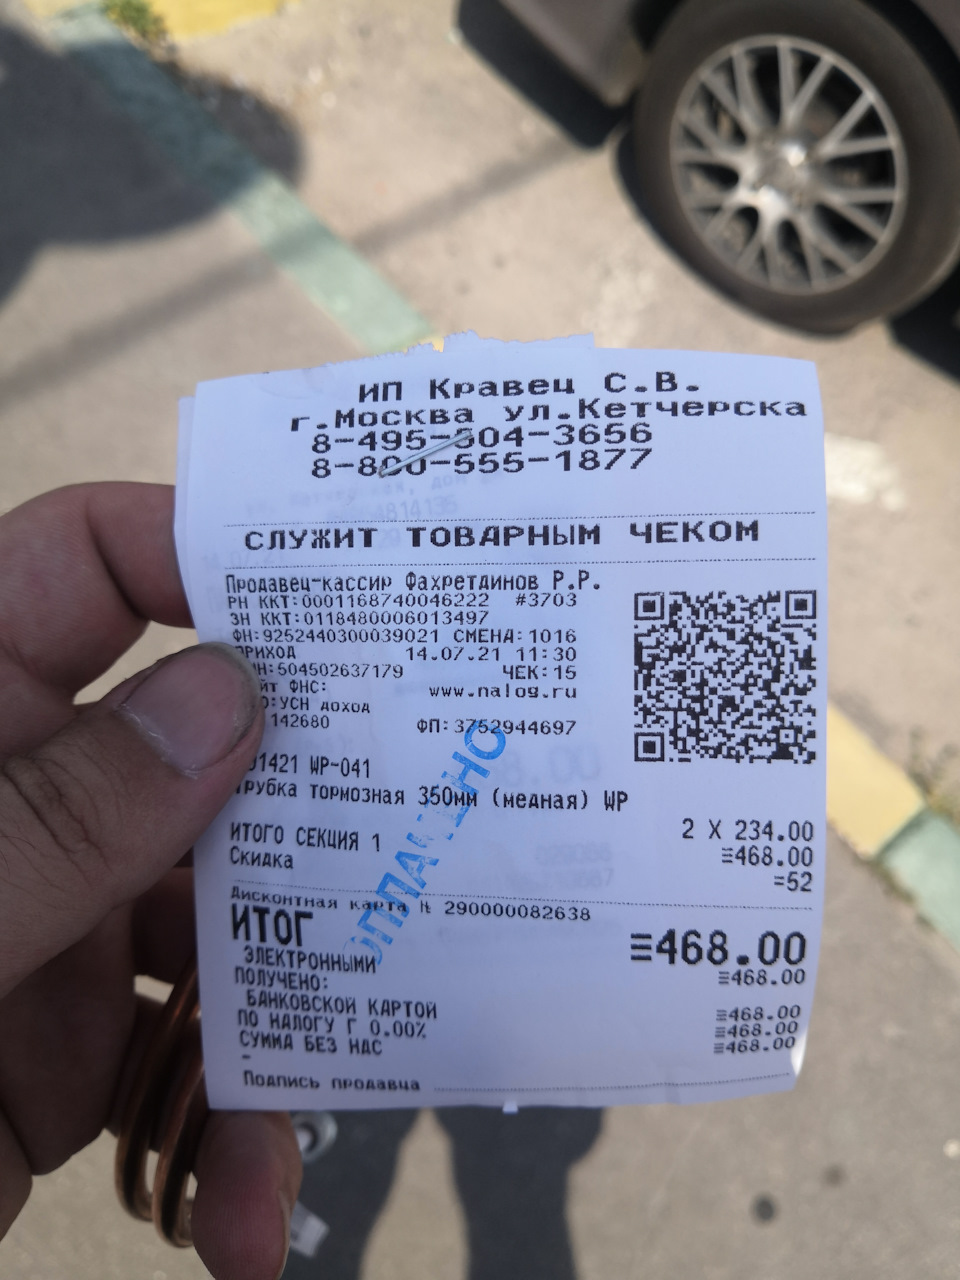 ИП Кравец С.В.
г.Москва ул.Кетчерска
8-495-504-3656
8-800-555-1877
СЛУЖИТ ТОВАРНЫМ ЧЕКОМ
Продавец-кассир Фахретдинов Р.Р.
РН ККТ:0001168740046222 #3703
ЗН ККТ:0118480006013497
ФН:9252440300039021 СМЕНА:1016
ПРИХОД 14.07.21 11:30
ИНН:504502637179 ЧЕК:15
ФНС: www.nalog.ru
УСН доход
142680 ФП:3752944697
01421 WP-041
трубка тормозная 350мм (медная) WP
2 X 234.00
ИТОГО СЕКЦИЯ 1 ≡468.00
Скидка =52
Дисконтная карта № 290000082638
ИТОГ ≡468.00
ЭЛЕКТРОННЫМИ ≡468.00
ПОЛУЧЕНО:
БАНКОВСКОЙ КАРТОЙ ≡468.00
ПО НАЛОГУ Г 0.00% ≡468.00
СУММА БЕЗ НДС ≡468.00
-
Подпись продавца
ОПЛАЧЕНО